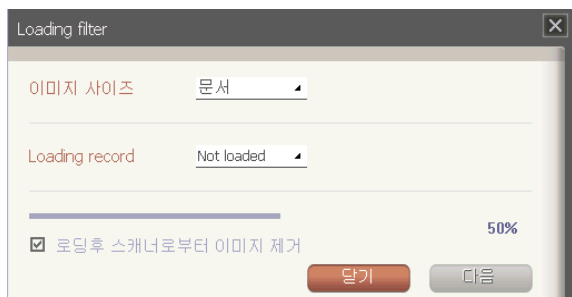 Loading filter
이미지 사이즈 문서
Loading record Not loaded
50%
로딩후 스캐너로부터 이미지 제거
닫기 다음